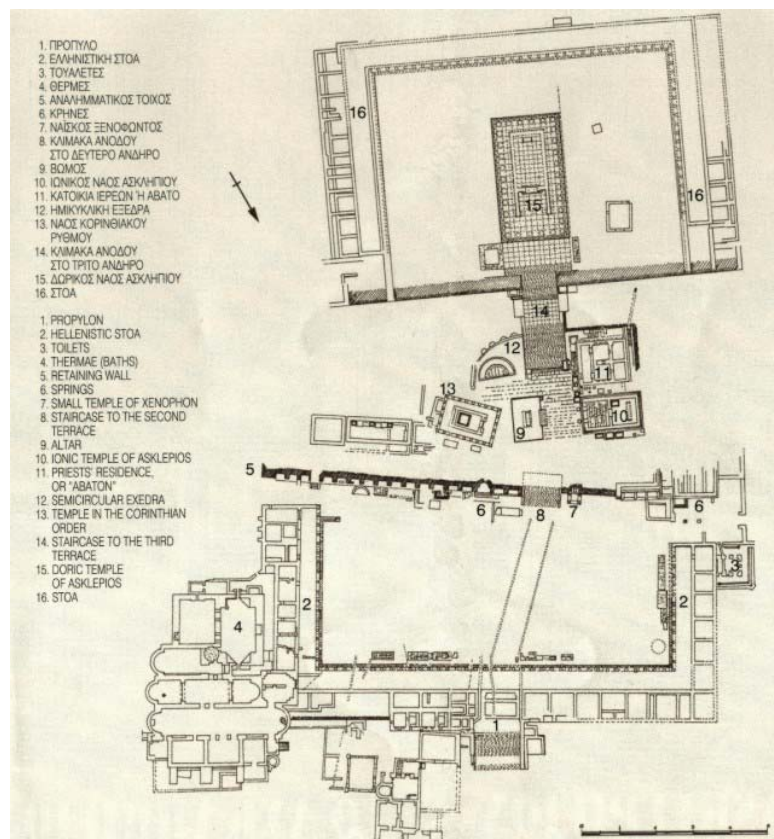 1. ΠΡΟΠΥΛΟ
2. ΕΛΛΗΝΙΣΤΙΚΗ ΣΤΟΑ
3. ΤΟΥΑΛΕΤΕΣ
4. ΘΕΡΜΕΣ
5. ΑΝΑΛΗΜΜΑΤΙΚΟΣ ΤΟΙΧΟΣ
6. ΚΡΗΝΕΣ
7. ΝΑΪΣΚΟΣ ΞΕΝΟΦΩΝΤΟΣ
8. ΚΛΙΜΑΚΑ ΑΝΟΔΟΥ
ΣΤΟ ΔΕΥΤΕΡΟ ΑΝΔΗΡΟ
9. ΒΩΜΟΣ
10. ΙΩΝΙΚΟΣ ΝΑΟΣ ΑΣΚΛΗΠΙΟΥ
11. ΚΑΤΟΙΚΙΑ ΙΕΡΕΩΝ Ή ΑΒΑΤΟ
12. ΗΜΙΚΥΚΛΙΚΗ ΕΞΕΔΡΑ
13. ΝΑΟΣ ΚΟΡΙΝΘΙΑΚΟΥ
ΡΥΘΜΟΥ
14. ΚΛΙΜΑΚΑ ΑΝΟΔΟΥ
ΣΤΟ ΤΡΙΤΟ ΑΝΔΗΡΟ
15. ΔΩΡΙΚΟΣ ΝΑΟΣ ΑΣΚΛΗΠΙΟΥ
16. ΣΤΟΑ
1. PROPYLON
2. HELLENISTIC STOA
3. TOILETS
4. THERMAE (BATHS)
5. RETAINING WALL
6. SPRINGS
7. SMALL TEMPLE OF XENOPHON
8. STAIRCASE TO THE SECOND
TERRACE
9. ALTAR
10. IONIC TEMPLE OF ASKLEPIOS
11. PRIESTS' RESIDENCE,
OR "ABATON"
12. SEMICIRCULAR EXEDRA
13. TEMPLE IN THE CORINTHIAN
ORDER
14. STAIRCASE TO THE THIRD
TERRACE
15. DORIC TEMPLE
OF ASKLEPIOS
16. STOA
16
16
15
14
12
11
13
10
9
5
6
8
7
6
3
2
2
4
1